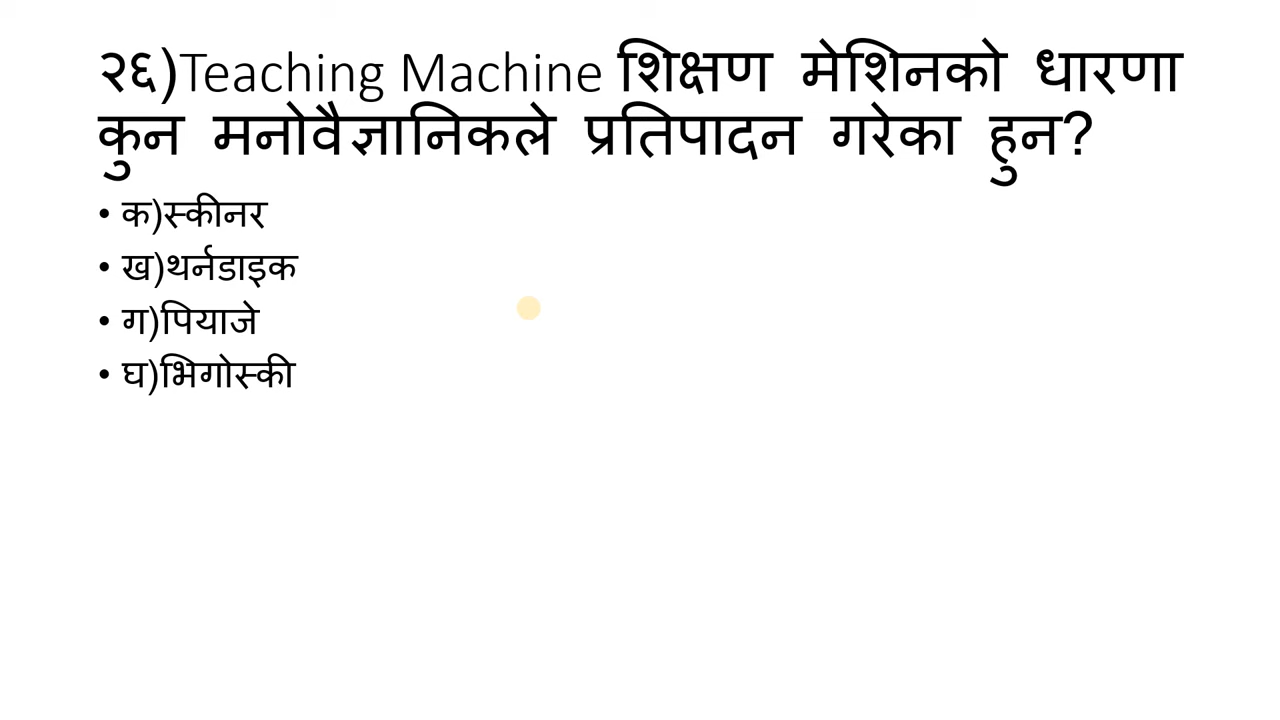 २६)Teaching Machine शिक्षण मेशिनको धारणा
कुन मनोवैज्ञानिकले प्रतिपादन गरेका हुन?
• क)स्कीनर
• ख)थर्नडाइक
• ग)पियाजे
• घ)भिगोस्की